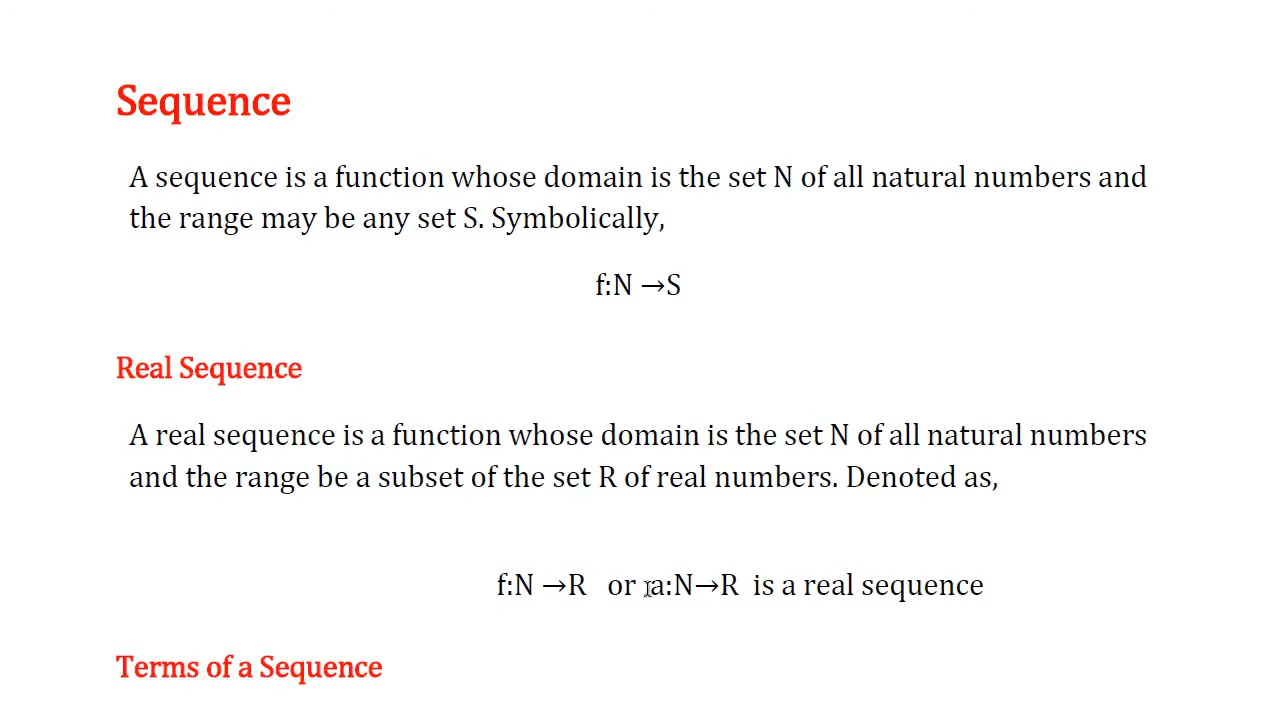 Sequence
A sequence is a function whose domain is the set N of all natural numbers and
the range may be any set S. Symbolically,
f:N →S
Real Sequence
A real sequence is a function whose domain is the set N of all natural numbers
and the range be a subset of the set R of real numbers. Denoted as,
f:N →R or a:N→R is a real sequence
Terms of a Sequence